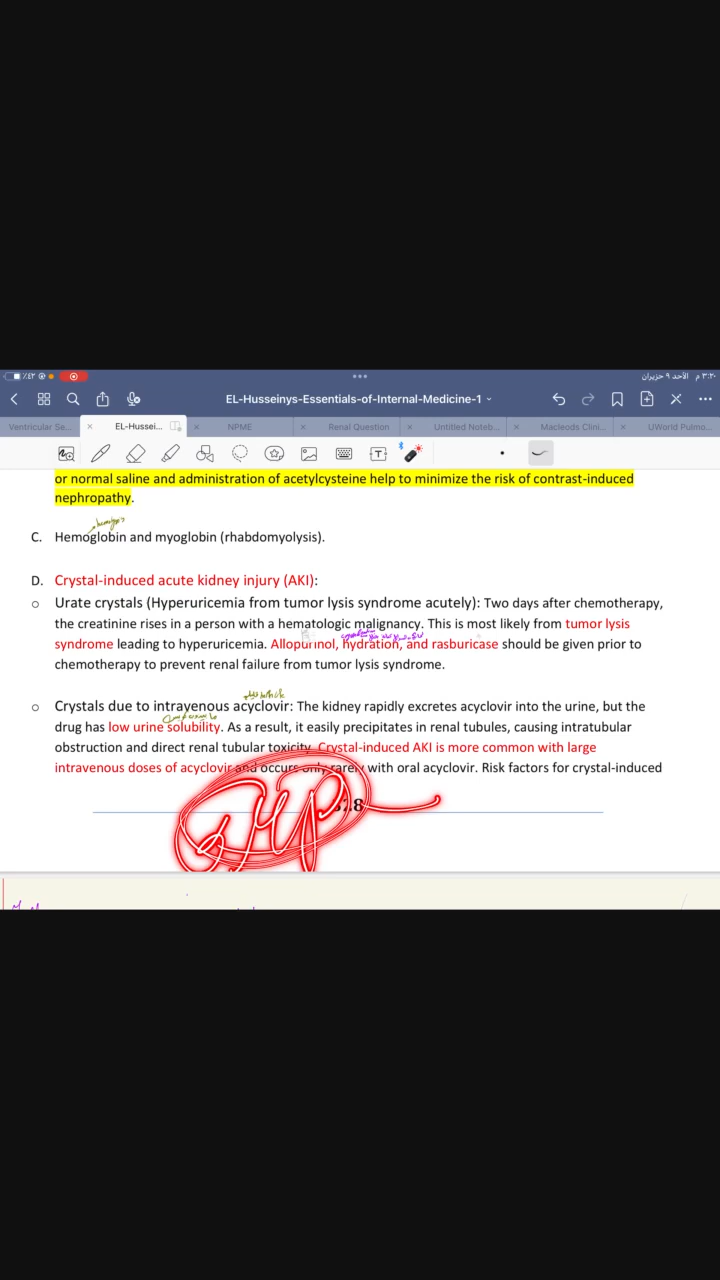 ٪٤٢
٣:٣٠ م الأحد ٩ حزيران
EL-Husseinys-Essentials-of-Internal-Medicine-1
Ventricular Se...
EL-Hussei...
NPME
Renal Question
Untitled Noteb...
Macleods Clini...
UWorld Pulmo...
or normal saline and administration of acetylcysteine help to minimize the risk of contrast-induced
nephropathy.
C. Hemoglobin and myoglobin (rhabdomyolysis).
D. Crystal-induced acute kidney injury (AKI):
o Urate crystals (Hyperuricemia from tumor lysis syndrome acutely): Two days after chemotherapy,
the creatinine rises in a person with a hematologic malignancy. This is most likely from tumor lysis
syndrome leading to hyperuricemia. Allopurinol, hydration, and rasburicase should be given prior to
chemotherapy to prevent renal failure from tumor lysis syndrome.
o Crystals due to intravenous acyclovir: The kidney rapidly excretes acyclovir into the urine, but the
drug has low urine solubility. As a result, it easily precipitates in renal tubules, causing intratubular
obstruction and direct renal tubular toxicity. Crystal-induced AKI is more common with large
intravenous doses of acyclovir and occurs only rarely with oral acyclovir. Risk factors for crystal-induced